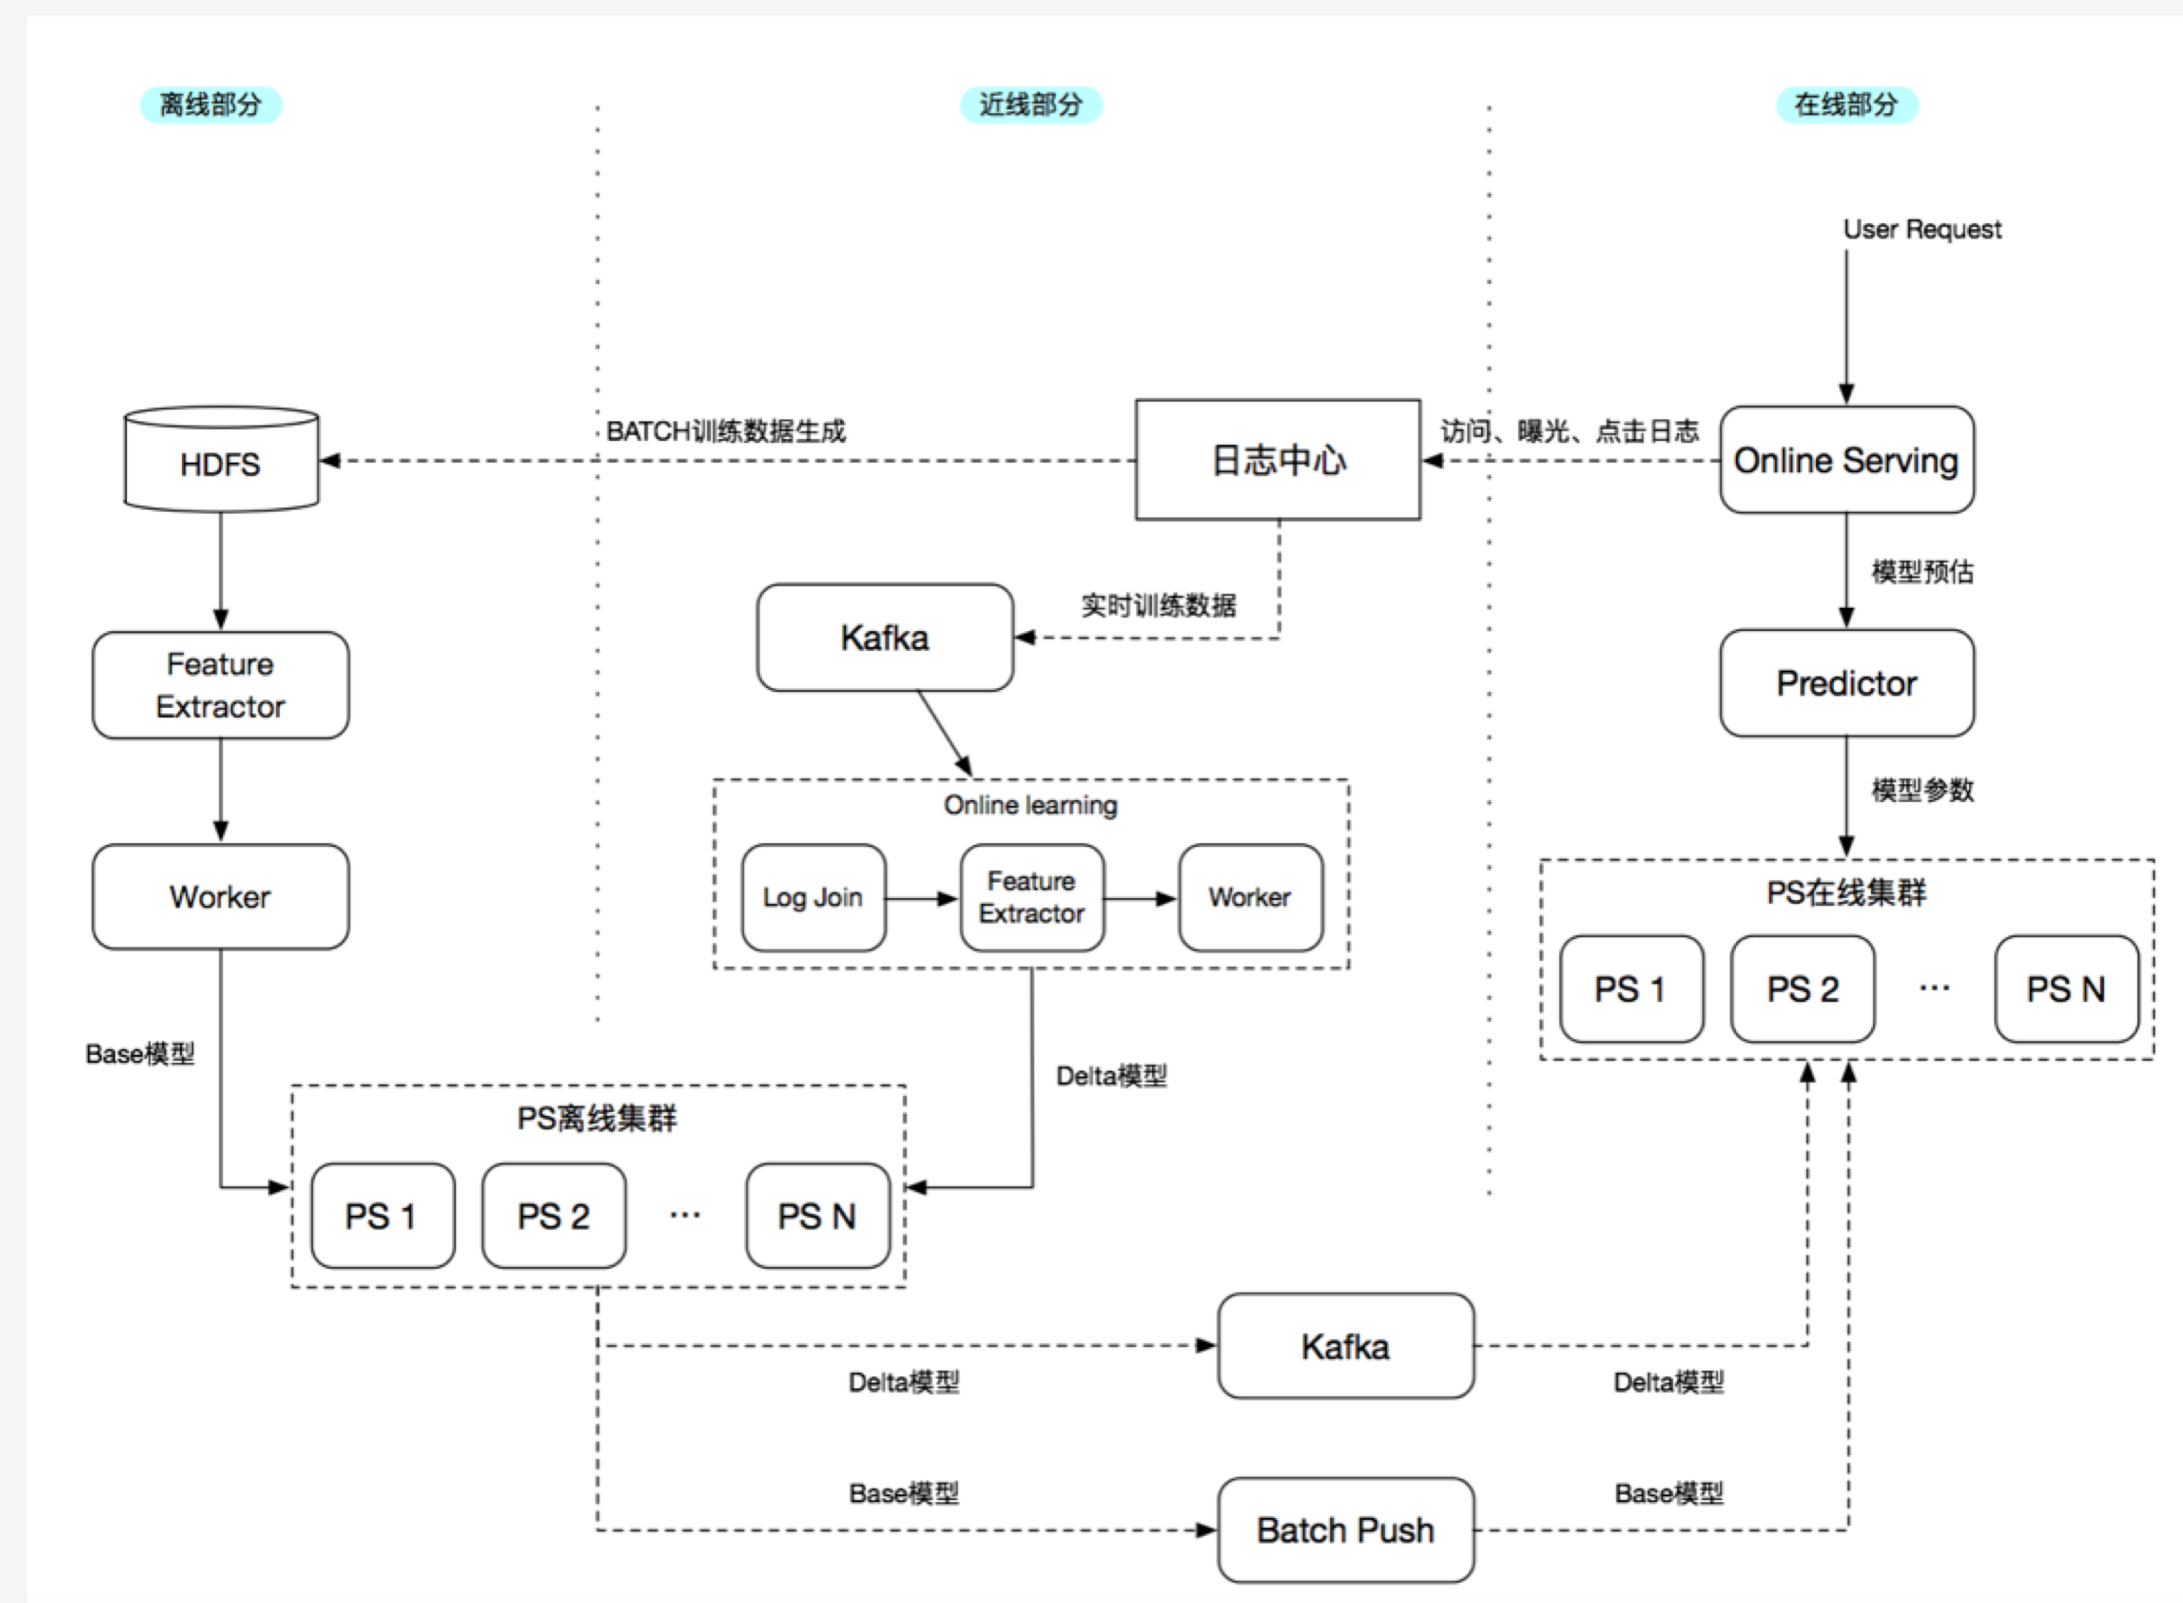 离线部分
近线部分
在线部分
User Request
BATCH训练数据生成
访问、曝光、点击日志
HDFS
日志中心
Online Serving
模型预估
实时训练数据
Kafka
Feature
Extractor
Predictor
模型参数
Online learning
Log Join
Feature
Extractor
Worker
Worker
PS在线集群
PS 1
PS 2
...
PS N
Base模型
Delta模型
PS离线集群
PS 1
PS 2
...
PS N
Kafka
Delta模型
Delta模型
Base模型
Base模型
Batch Push